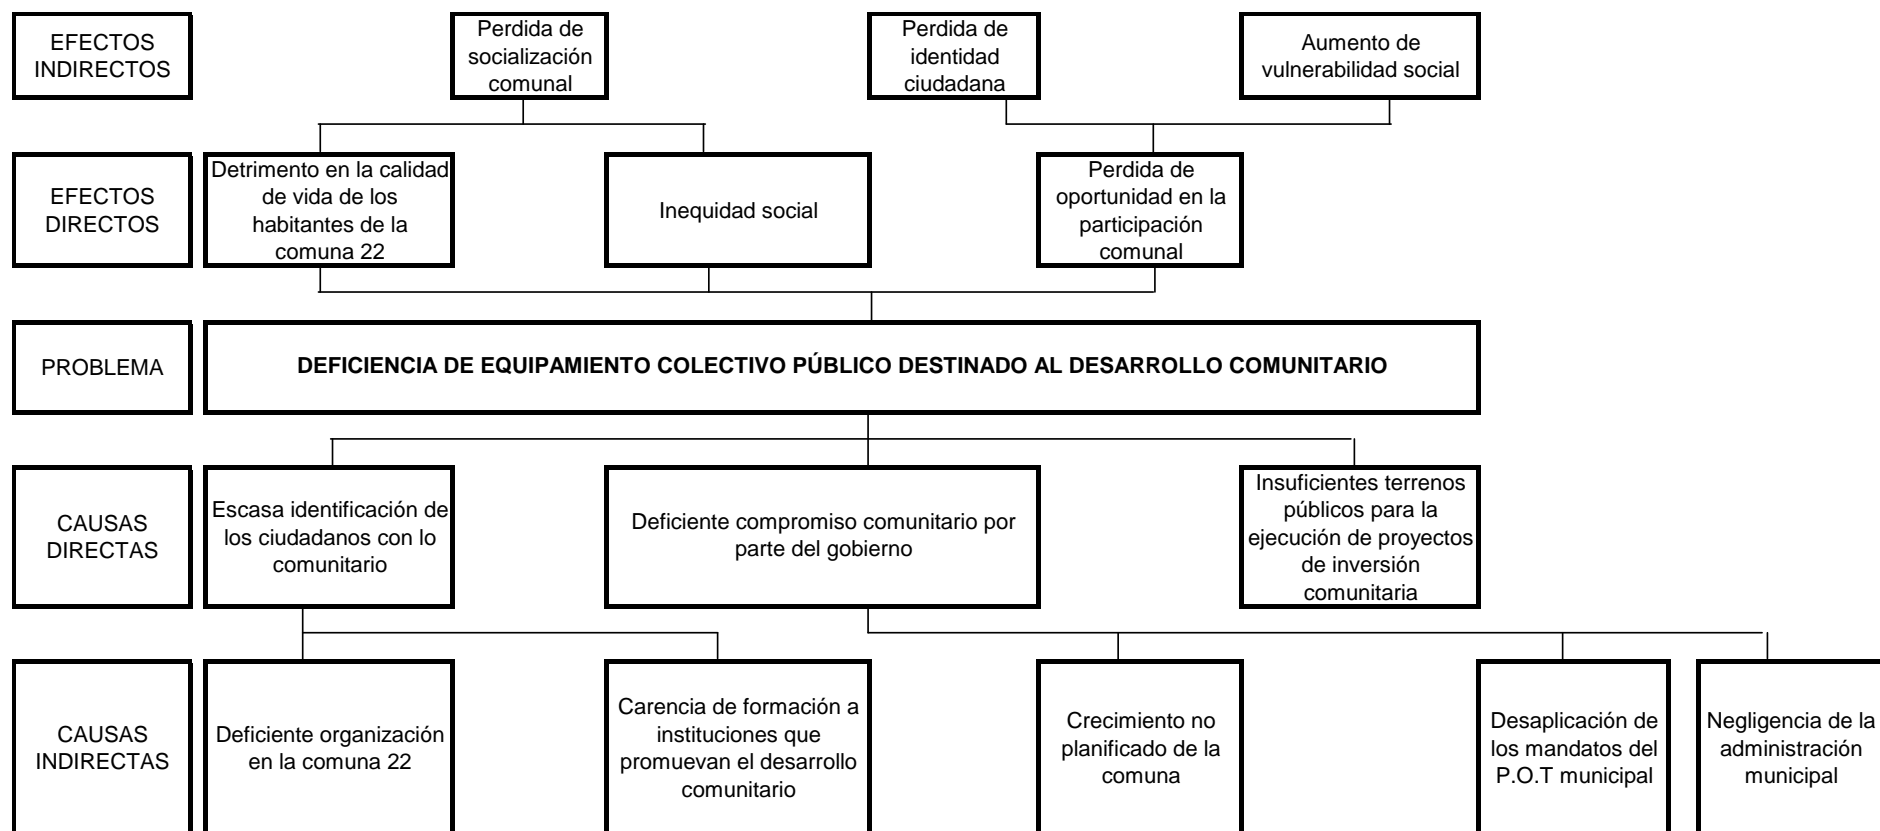 EFECTOS
INDIRECTOS
Perdida de
socialización
comunal
Perdida de
identidad
ciudadana
Aumento de
vulnerabilidad social
EFECTOS
DIRECTOS
Detrimento en la calidad
de vida de los
habitantes de la
comuna 22
Inequidad social
Perdida de
oportunidad en la
participación
comunal
PROBLEMA
DEFICIENCIA DE EQUIPAMIENTO COLECTIVO PÚBLICO DESTINADO AL DESARROLLO COMUNITARIO
CAUSAS
DIRECTAS
Escasa identificación de
los ciudadanos con lo
comunitario
Deficiente compromiso comunitario por
parte del gobierno
Insuficientes terrenos
públicos para la
ejecución de proyectos
de inversión
comunitaria
CAUSAS
INDIRECTAS
Deficiente organización
en la comuna 22
Carencia de formación a
instituciones que
promuevan el desarrollo
comunitario
Crecimiento no
planificado de la
comuna
Desaplicación de
los mandatos del
P.O.T municipal
Negligencia de la
administración
municipal